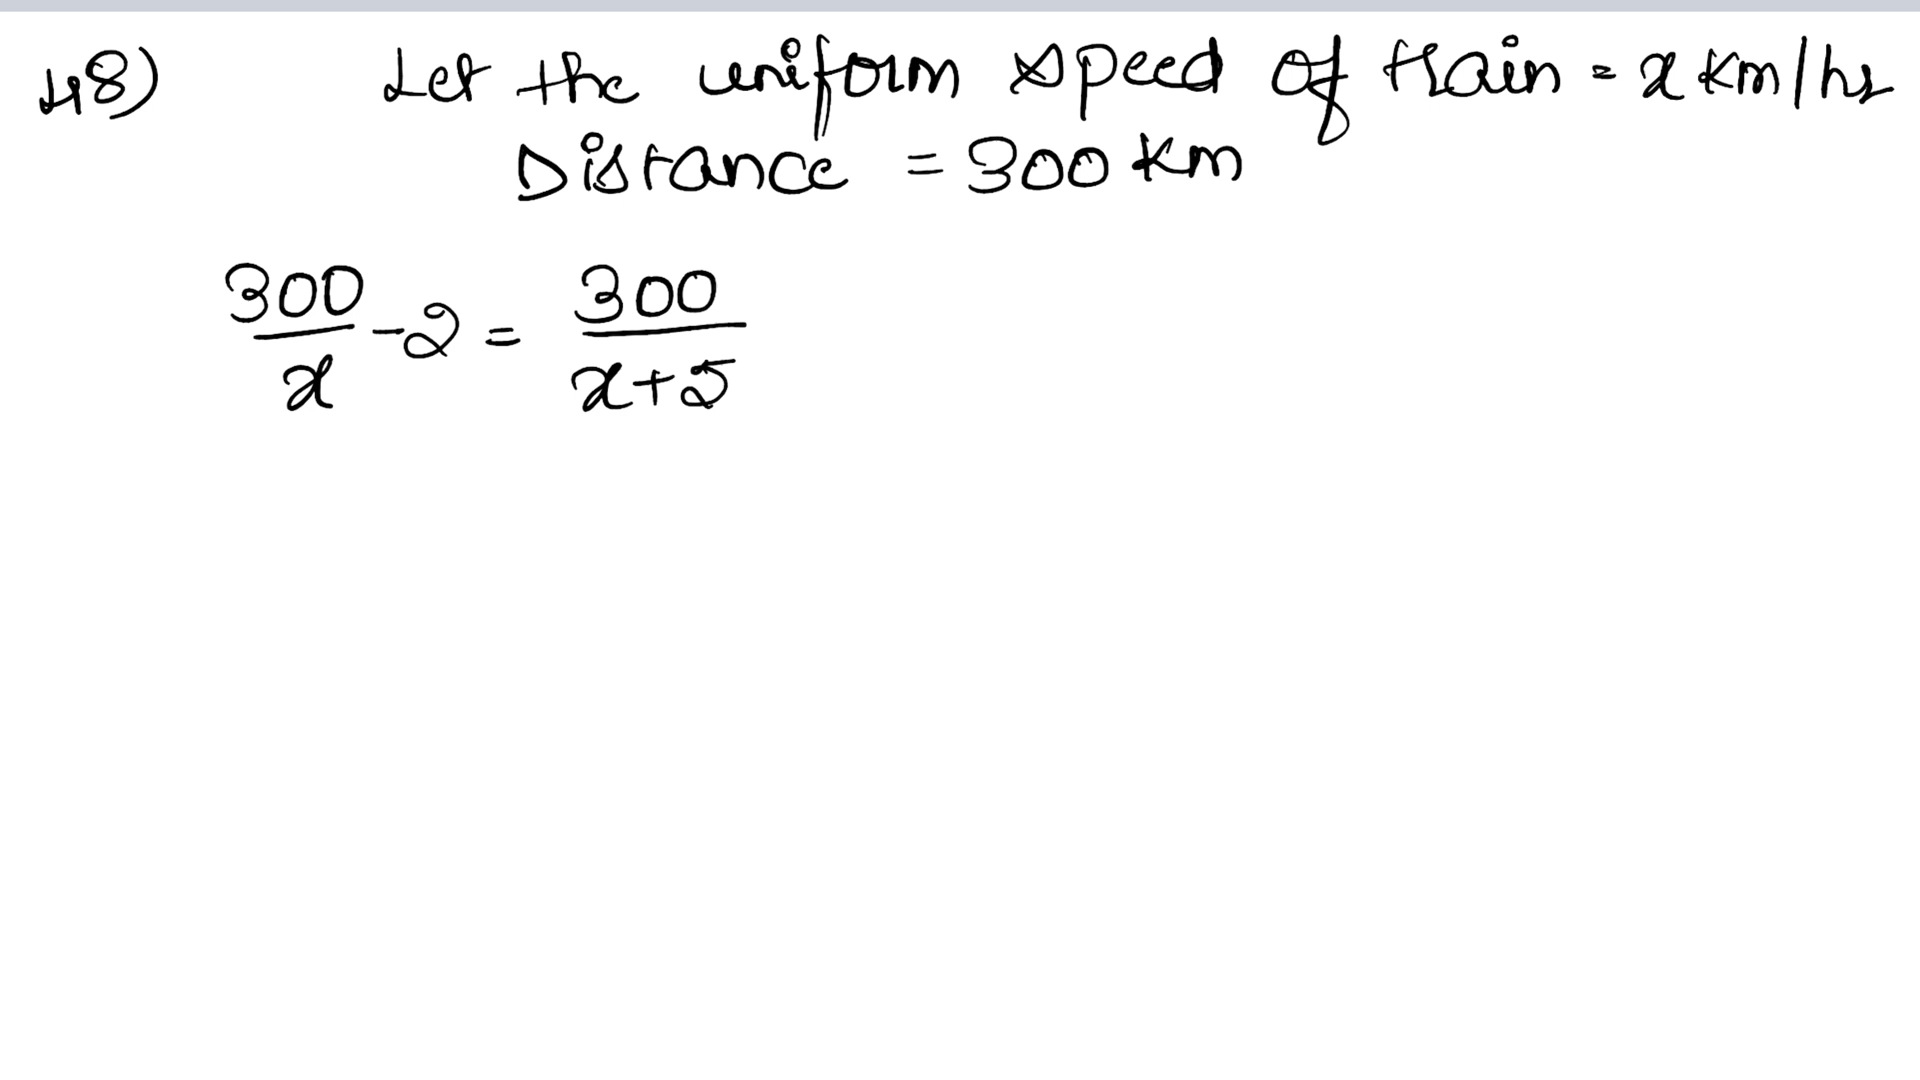 48) Let the uniform speed of train = x km/hr
Distance = 300 km
300/x - 2 = 300/x+5